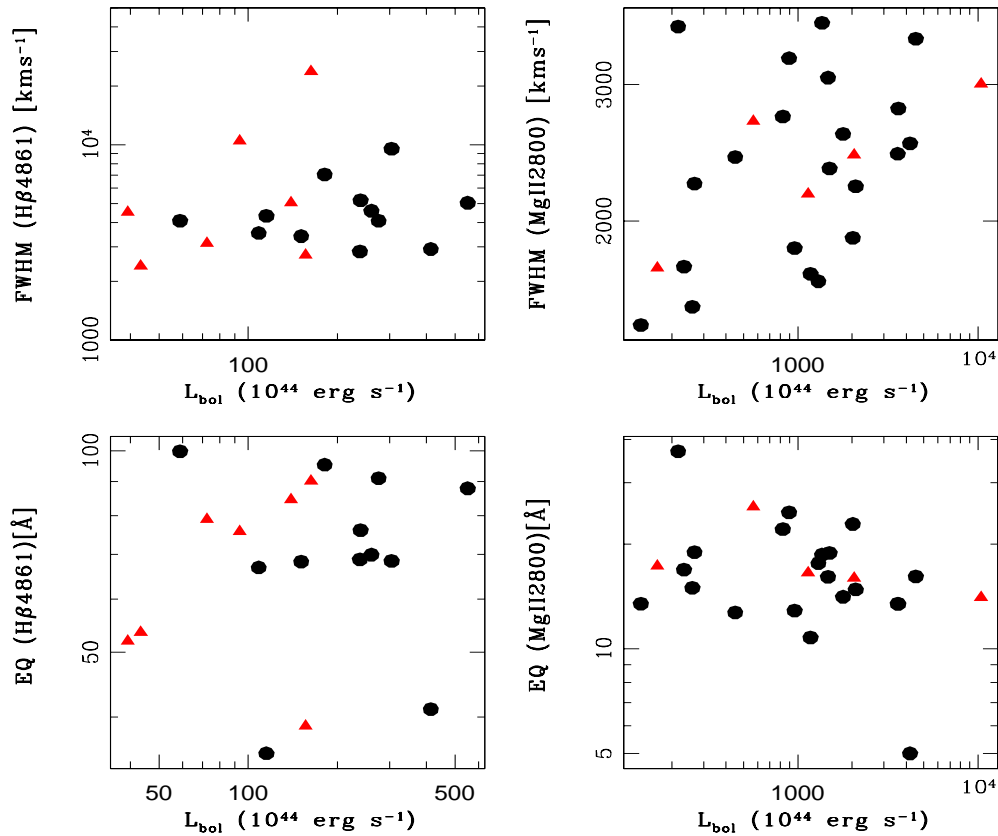 FWHM (Hβ4861) [kms⁻¹]
10⁴
1000
100
L_bol (10⁴⁴ erg s⁻¹)
FWHM (MgII2800) [kms⁻¹]
3000
2000
1000
10⁴
L_bol (10⁴⁴ erg s⁻¹)
EQ (Hβ4861)[Å]
100
50
50
100
500
L_bol (10⁴⁴ erg s⁻¹)
EQ (MgII2800)[Å]
10
5
1000
10⁴
L_bol (10⁴⁴ erg s⁻¹)